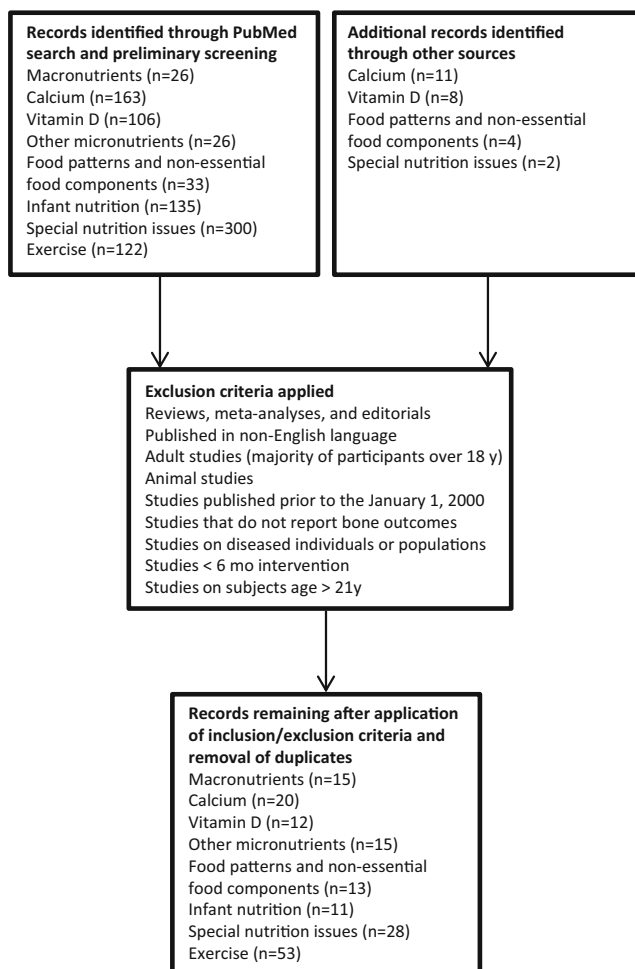 Records identified through PubMed
search and preliminary screening
Macronutrients (n=26)
Calcium (n=163)
Vitamin D (n=106)
Other micronutrients (n=26)
Food patterns and non-essential
food components (n=33)
Infant nutrition (n=135)
Special nutrition issues (n=300)
Exercise (n=122)
Additional records identified
through other sources
Calcium (n=11)
Vitamin D (n=8)
Food patterns and non-essential
food components (n=4)
Special nutrition issues (n=2)
Exclusion criteria applied
Reviews, meta-analyses, and editorials
Published in non-English language
Adult studies (majority of participants over 18 y)
Animal studies
Studies published prior to the January 1, 2000
Studies that do not report bone outcomes
Studies on diseased individuals or populations
Studies < 6 mo intervention
Studies on subjects age > 21y
Records remaining after application
of inclusion/exclusion criteria and
removal of duplicates
Macronutrients (n=15)
Calcium (n=20)
Vitamin D (n=12)
Other micronutrients (n=15)
Food patterns and non-essential
food components (n=13)
Infant nutrition (n=11)
Special nutrition issues (n=28)
Exercise (n=53)